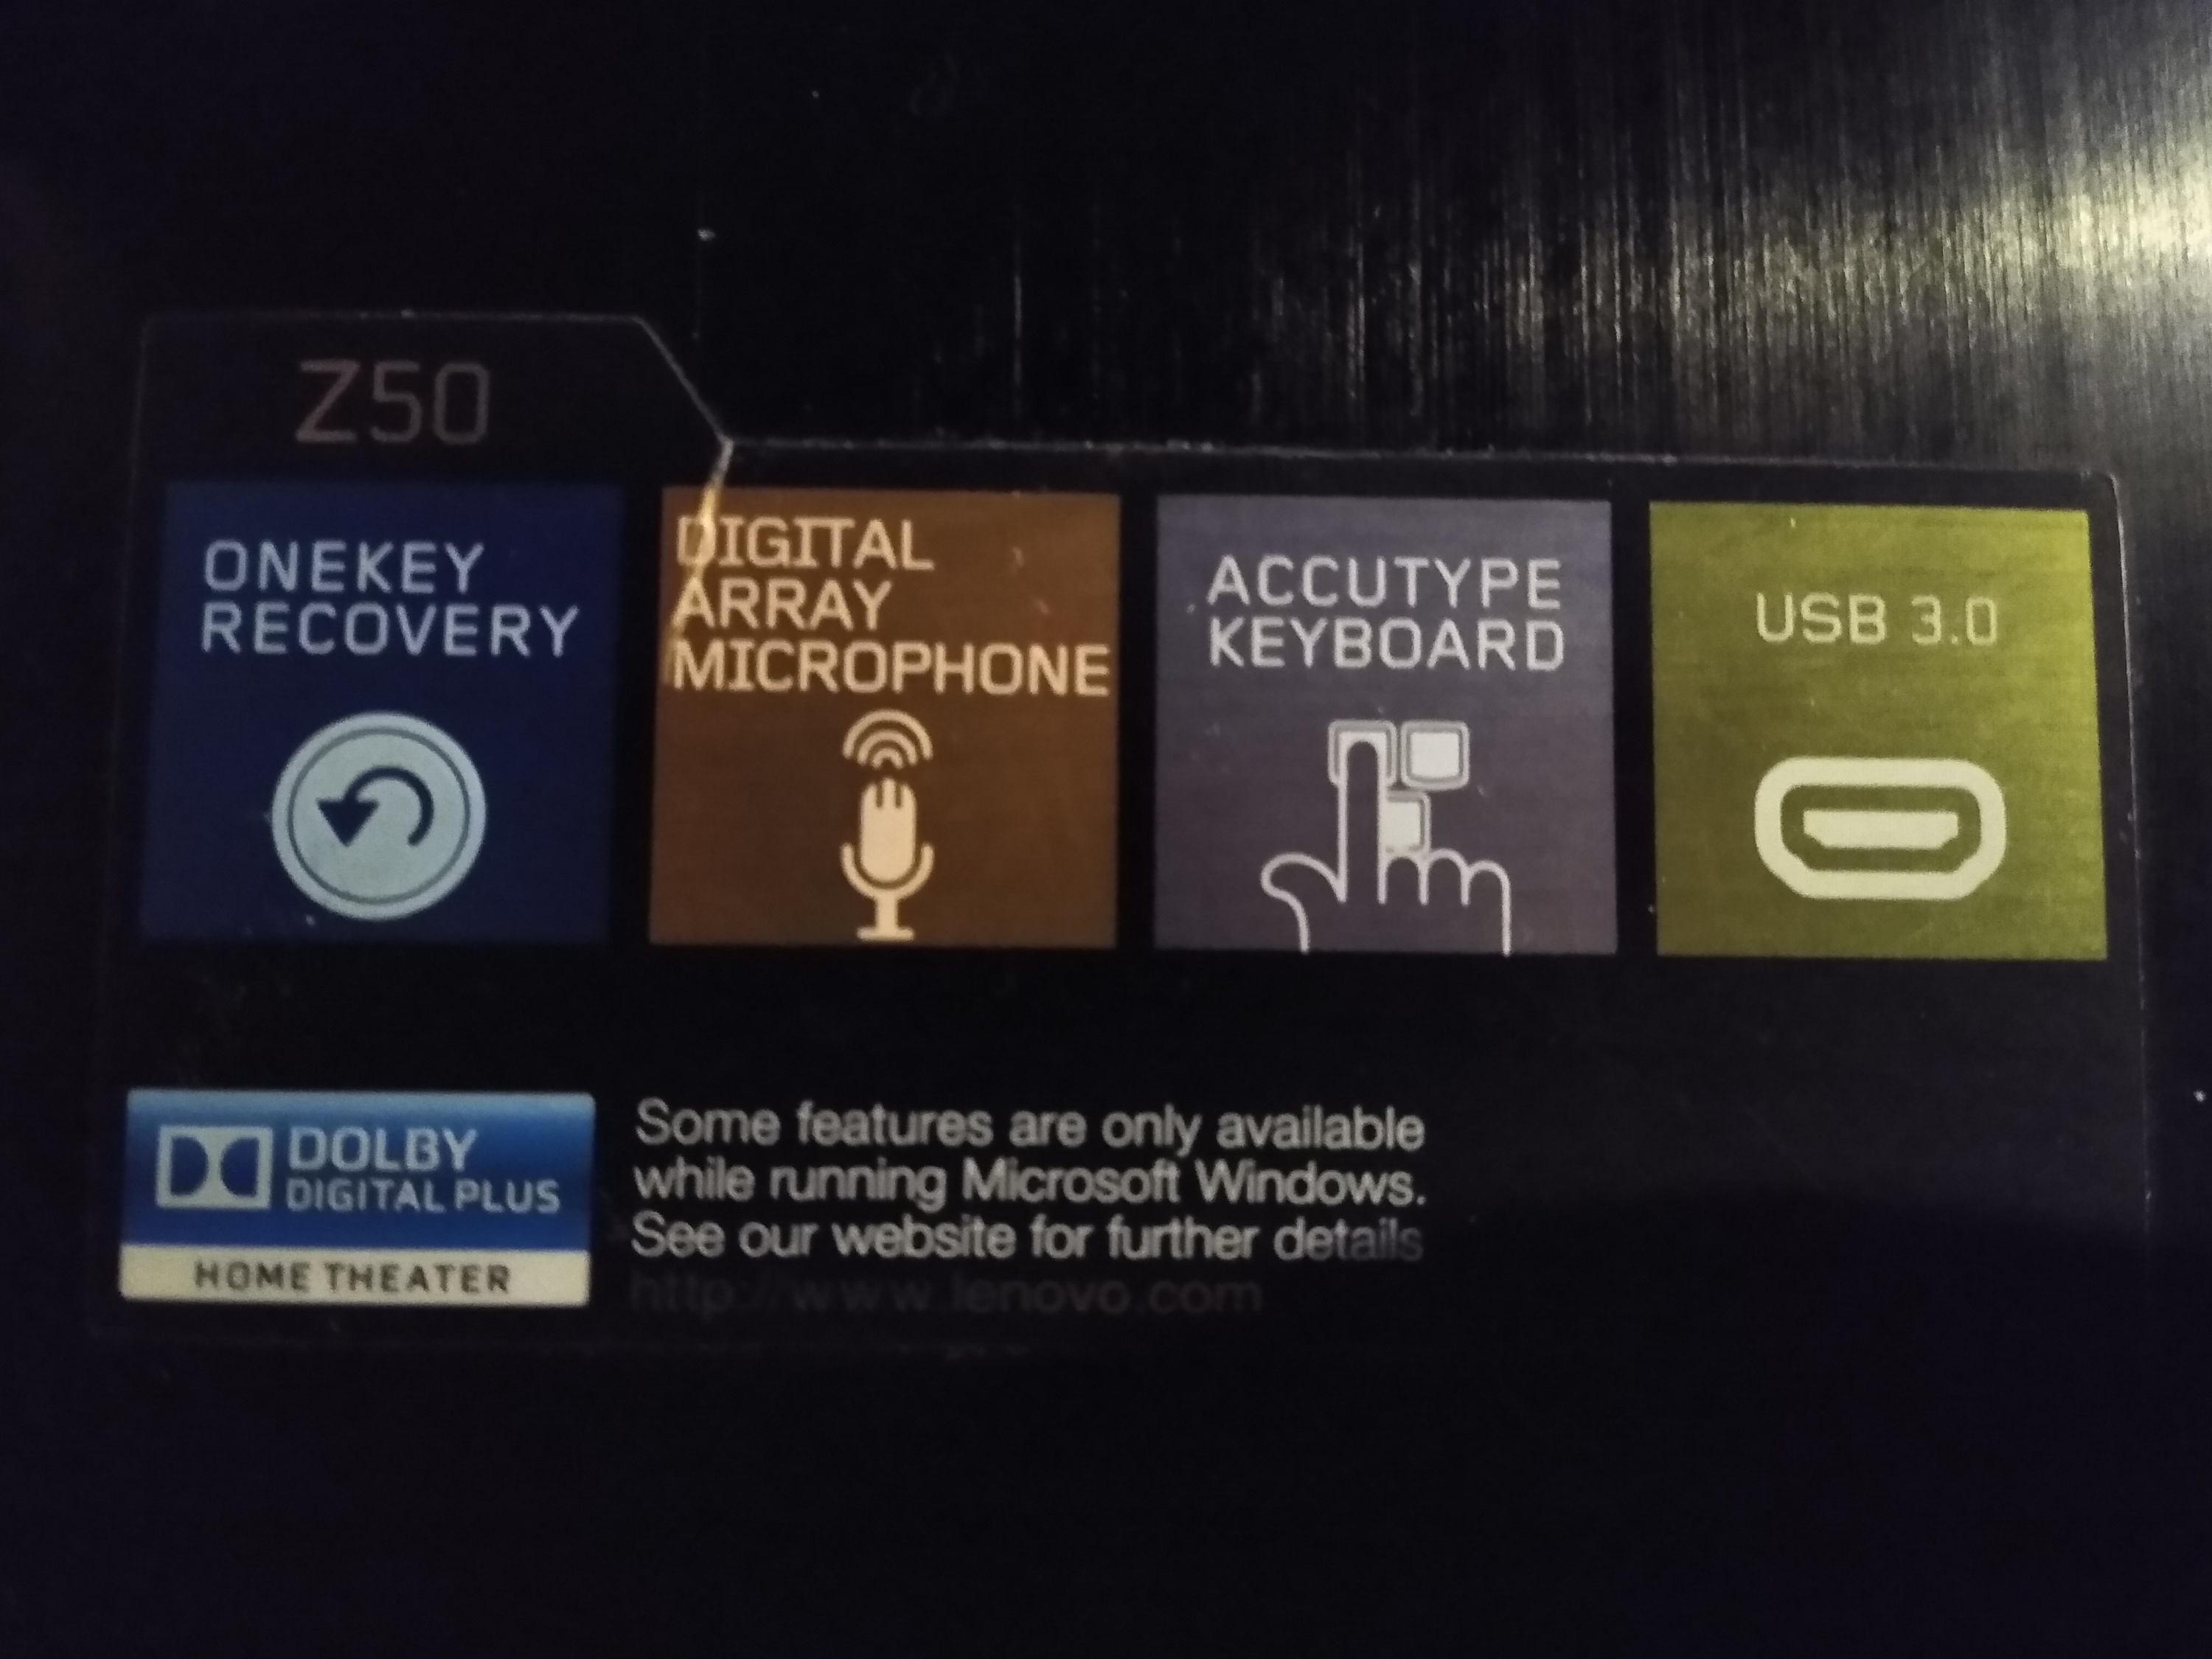 Z50
ONEKEY
RECOVERY
DIGITAL
ARRAY
MICROPHONE
ACCUTYPE
KEYBOARD
USB 3.0
DOLBY
DIGITAL PLUS
HOME THEATER
Some features are only available
while running Microsoft Windows.
See our website for further details
http://www.lenovo.com